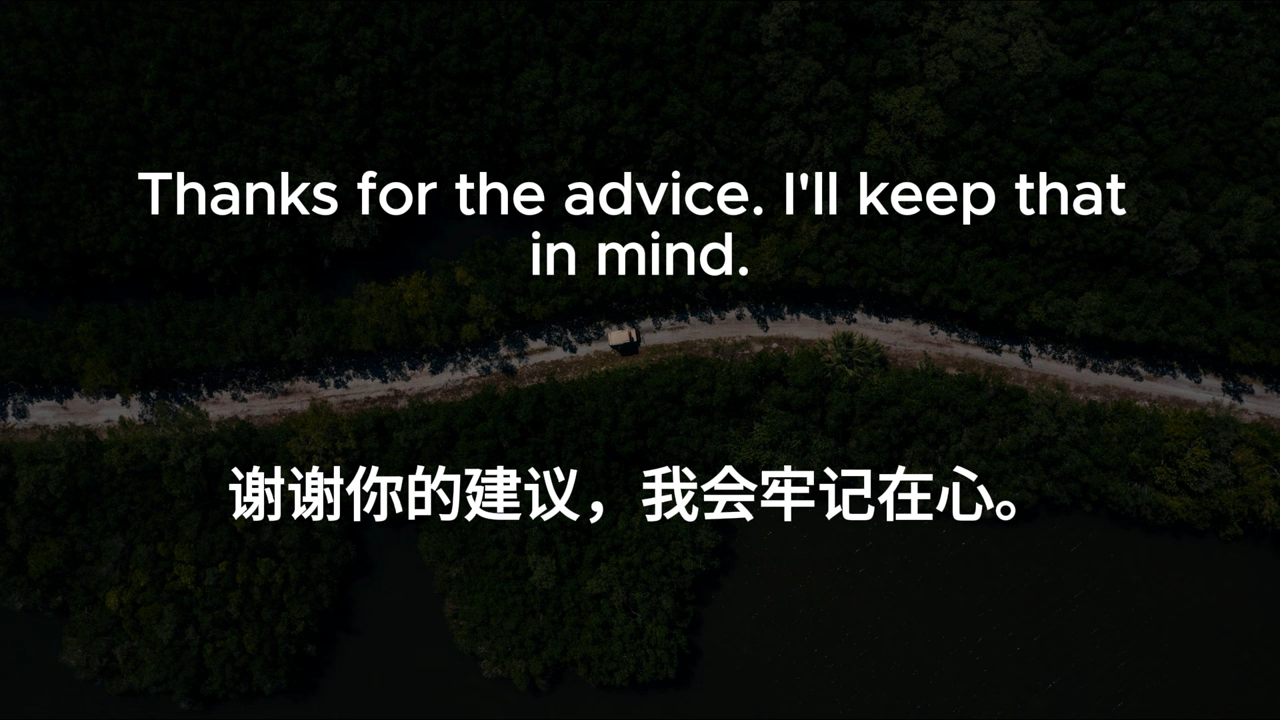 Thanks for the advice. I'll keep that
in mind.
谢谢你的建议，我会牢记在心。